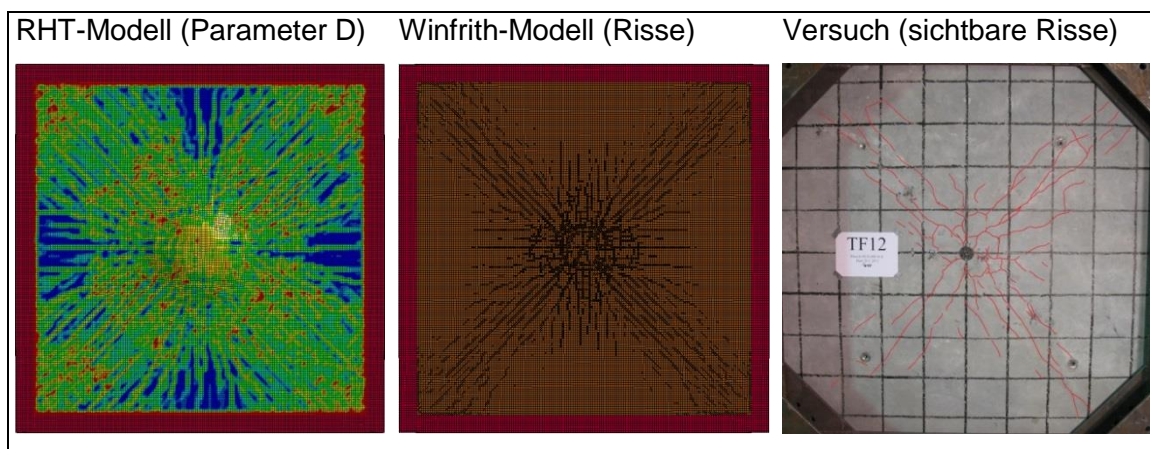 RHT-Modell (Parameter D)
Winfrith-Modell (Risse)
Versuch (sichtbare Risse)
TF12